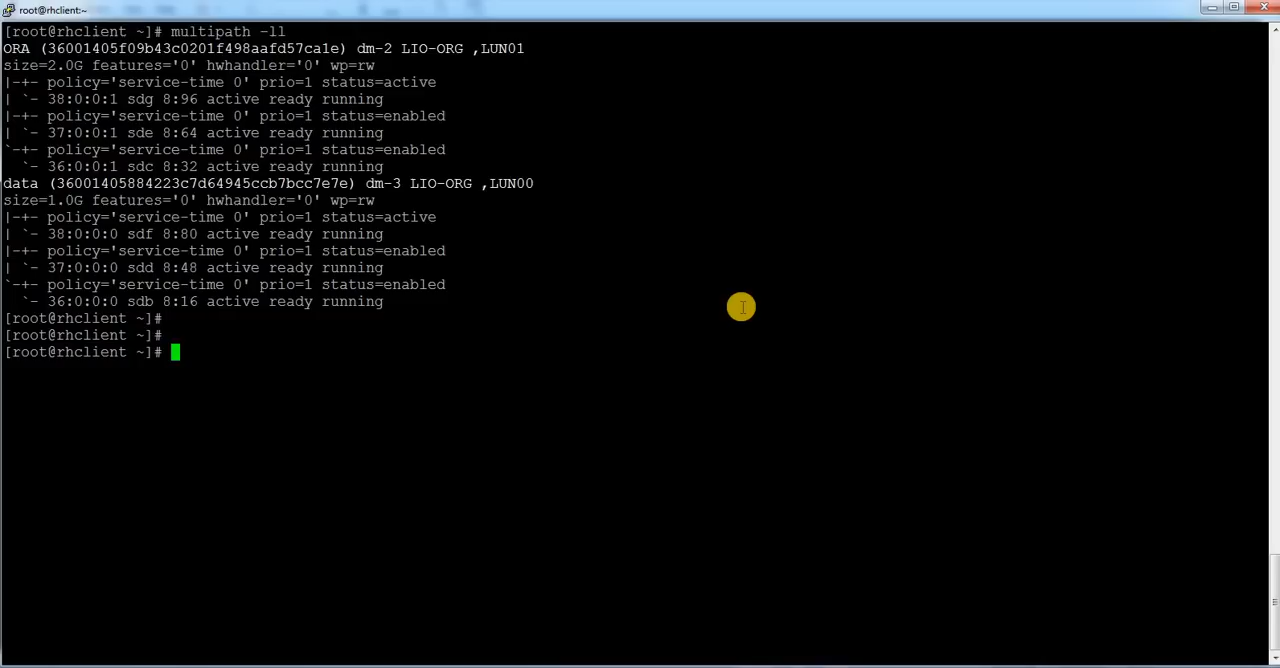 root@rhclient:~
[root@rhclient ~]# multipath -ll
ORA (36001405f09b43c0201f498aafd57ca1e) dm-2 LIO-ORG ,LUN01
size=2.0G features='0' hwhandler='0' wp=rw
|-+- policy='service-time 0' prio=1 status=active
| `- 38:0:0:1 sdg 8:96 active ready running
|-+- policy='service-time 0' prio=1 status=enabled
| `- 37:0:0:1 sde 8:64 active ready running
`-+- policy='service-time 0' prio=1 status=enabled
  `- 36:0:0:1 sdc 8:32 active ready running
data (36001405884223c7d64945ccb7bcc7e7e) dm-3 LIO-ORG ,LUN00
size=1.0G features='0' hwhandler='0' wp=rw
|-+- policy='service-time 0' prio=1 status=active
| `- 38:0:0:0 sdf 8:80 active ready running
|-+- policy='service-time 0' prio=1 status=enabled
| `- 37:0:0:0 sdd 8:48 active ready running
`-+- policy='service-time 0' prio=1 status=enabled
  `- 36:0:0:0 sdb 8:16 active ready running
[root@rhclient ~]#
[root@rhclient ~]#
[root@rhclient ~]#